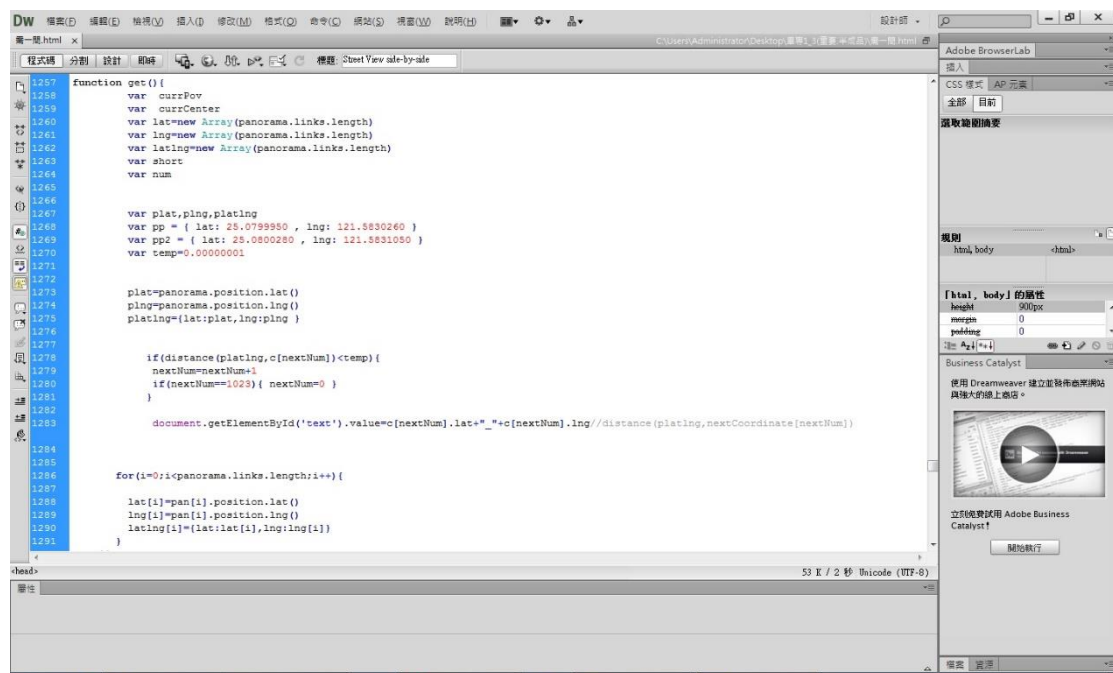 DW 檔案(F) 編輯(E) 檢視(V) 插入(I) 修改(M) 格式(O) 命令(C) 網站(S) 視窗(W) 說明(H) 設計師
喬一間.html ×
程式碼 分割 設計 即時 標題: Street View side-by-side
1257 function get(){
1258 var currPov
1259 var currCenter
1260 var lat=new Array(panorama.links.length)
1261 var lng=new Array(panorama.links.length)
1262 var latlng=new Array(panorama.links.length)
1263 var short
1264 var num
1265
1266
1267 var plat,plng,platlng
1268 var pp = { lat: 25.0799950 , lng: 121.5830260 }
1269 var pp2 = { lat: 25.0800280 , lng: 121.5831050 }
1270 var temp=0.00000001
1271
1272
1273 plat=panorama.position.lat()
1274 plng=panorama.position.lng()
1275 platlng={lat:plat,lng:plng }
1276
1277
1278 if(distance(platlng,c[nextNum])<temp){
1279 nextNum=nextNum+1
1280 if(nextNum==1023){ nextNum=0 }
1281 }
1282
1283 document.getElementById('text').value=c[nextNum].lat+"_"+c[nextNum].lng//distance(platlng,nextCoordinate[nextNum])
1284
1285
1286 for(i=0;i<panorama.links.length;i++){
1287
1288 lat[i]=pan[i].position.lat()
1289 lng[i]=pan[i].position.lng()
1290 latlng[i]={lat:lat[i],lng:lng[i]}
1291 }
<head>
53 K / 2 秒 Unicode (UTF-8)
屬性
Adobe BrowserLab
插入
CSS 樣式 AP 元素
全部 目前
選取範圍摘要
規則
html, body <html>
「html, body」的屬性
height 900px
margin 0
padding 0
Business Catalyst
使用 Dreamweaver 建立並發佈商業網站
與強大的線上商店。
立刻免費試用 Adobe Business
Catalyst！
開始執行
檔案 資源